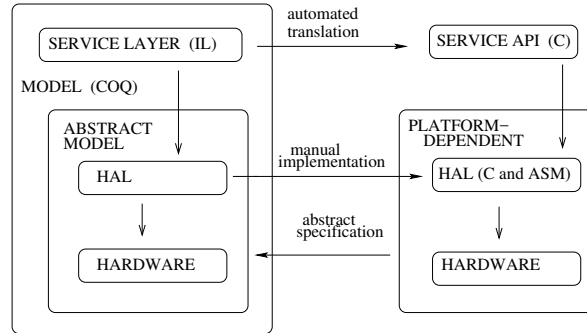 SERVICE LAYER (IL)
automated
translation
SERVICE API (C)
MODEL (COQ)
ABSTRACT
MODEL
HAL
HARDWARE
manual
implementation
abstract
specification
PLATFORM-
DEPENDENT
HAL (C and ASM)
HARDWARE